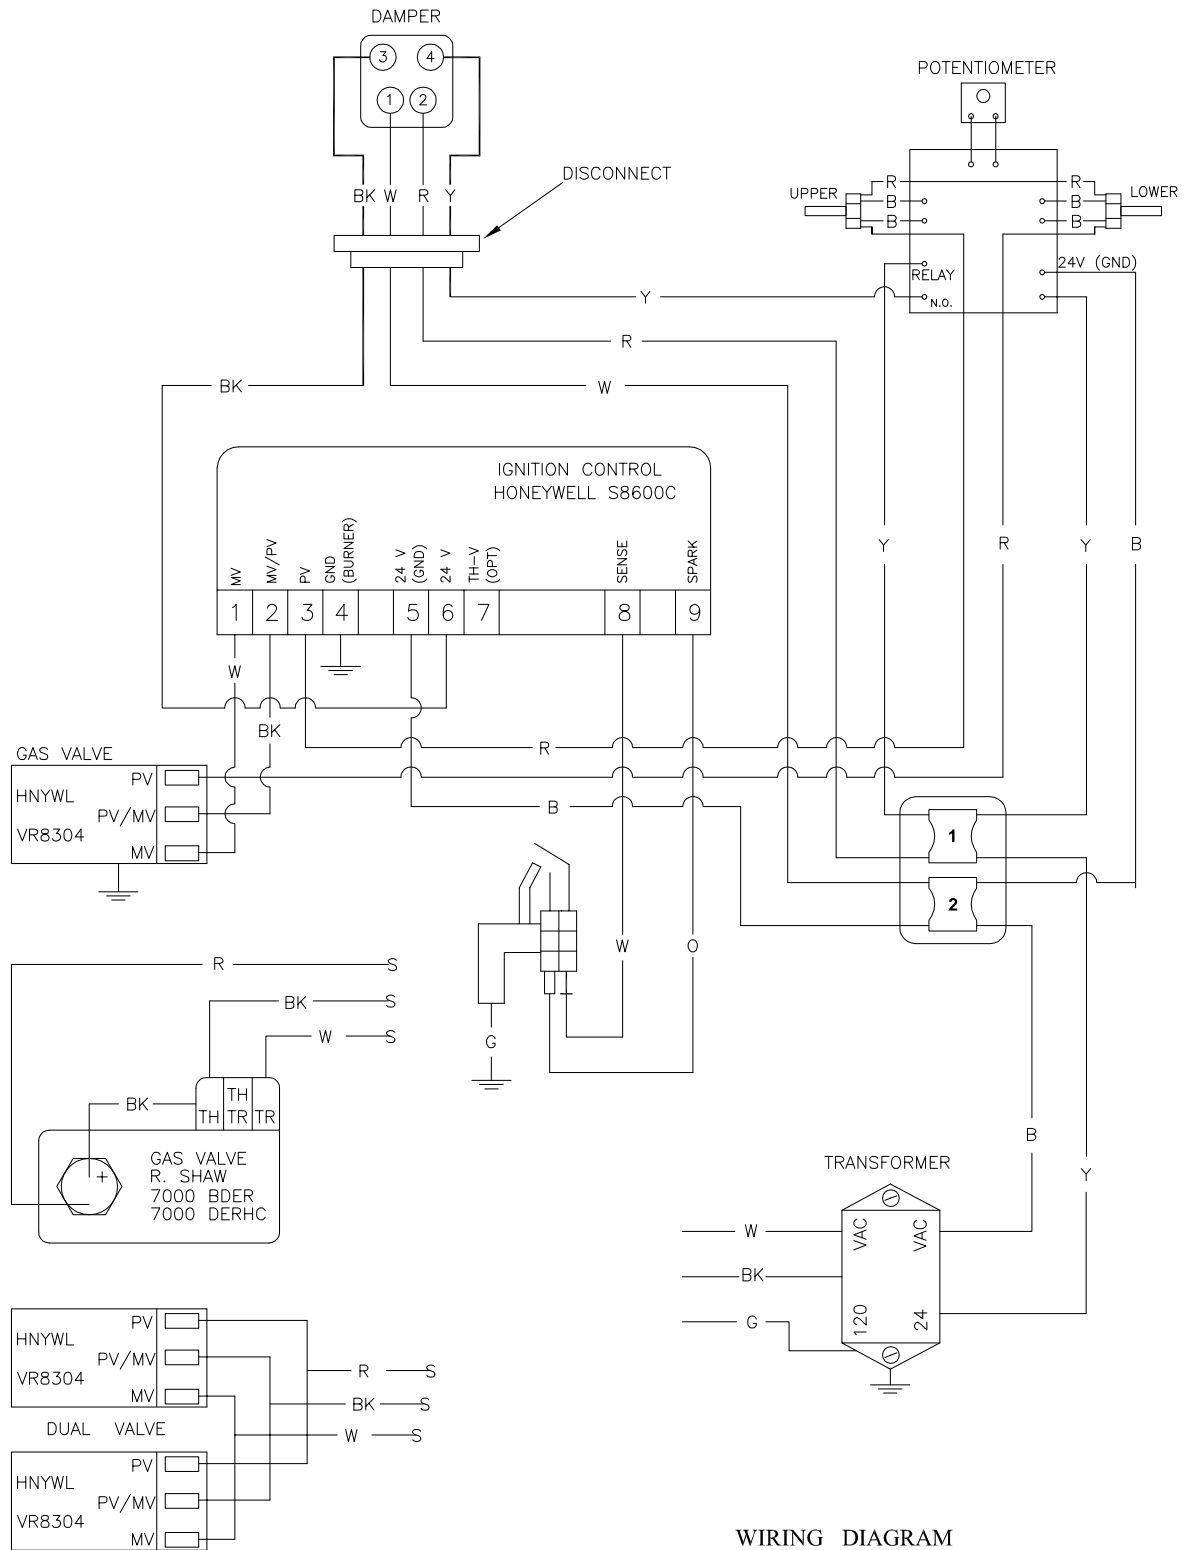 DAMPER
3 4
1 2
POTENTIOMETER
DISCONNECT
BK W R Y
UPPER
R
B
B
R
B
B
LOWER
RELAY
N.O.
24V (GND)
Y
R
BK
W
IGNITION CONTROL
HONEYWELL S8600C
MV
MV/PV
PV
GND
(BURNER)
24 V
(GND)
24 V
TH-V
(OPT)
SENSE
SPARK
1 2 3 4 5 6 7 8 9
Y R Y B
W
BK
R
B
GAS VALVE
HNYWL
VR8304
PV
PV/MV
MV
1
2
W O
G
R S
BK S
W S
BK
TH
TH
TR
TR
GAS VALVE
R. SHAW
7000 BDER
7000 DERHC
B
Y
TRANSFORMER
W
BK
G
120 VAC
24 VAC
HNYWL
VR8304
PV
PV/MV
MV
R S
BK S
W S
DUAL VALVE
HNYWL
VR8304
PV
PV/MV
MV
WIRING DIAGRAM